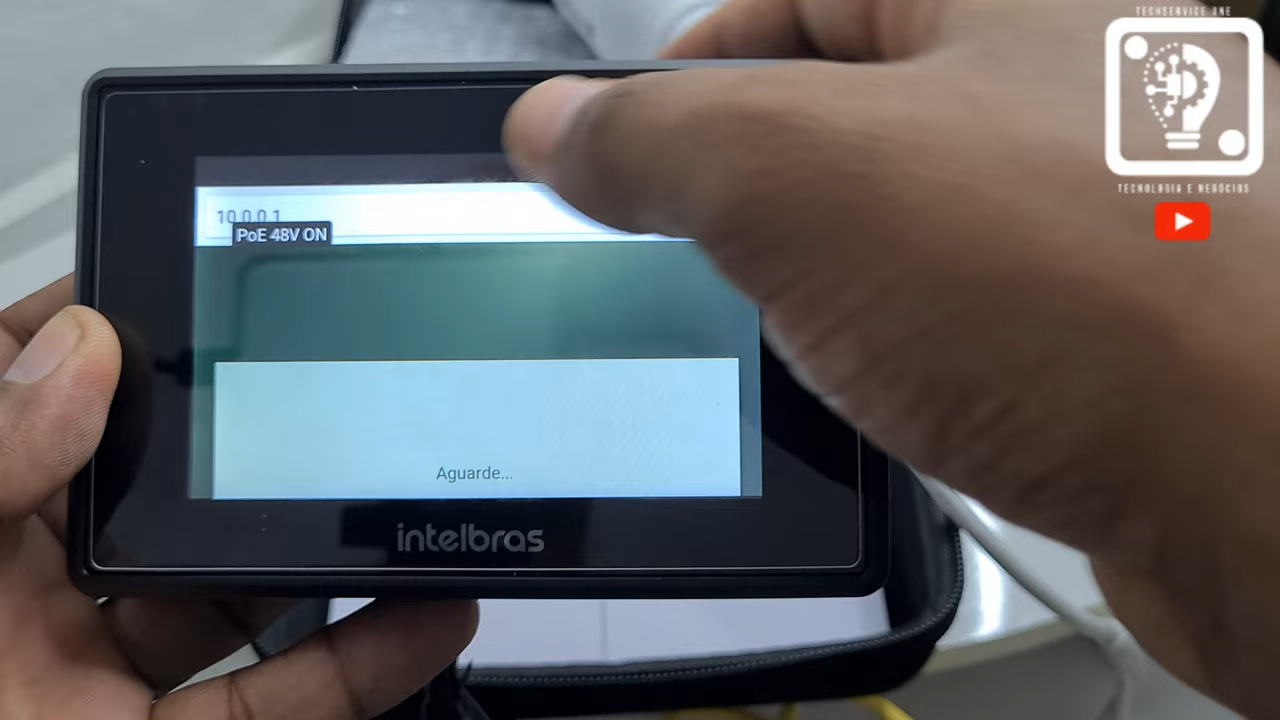 TECHSERVICE ONE
TECNOLOGIA E NEGÓCIOS
10.0.0.1
PoE 48V ON
Aguarde...
intelbras